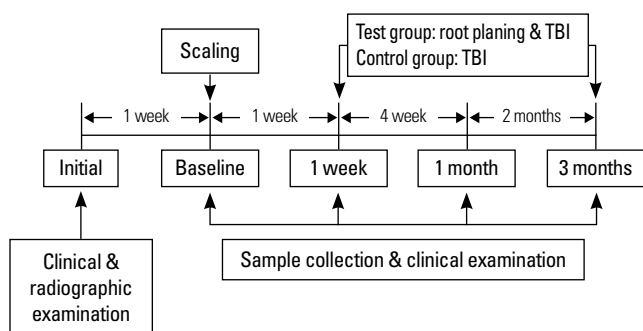 Test group: root planing & TBI
Control group: TBI
Scaling
1 week
1 week
4 week
2 months
Initial
Baseline
1 week
1 month
3 months
Clinical &
radiographic
examination
Sample collection & clinical examination